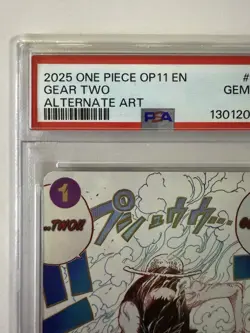 2025 ONE PIECE OP11 EN #
GEAR TWO GEM
ALTERNATE ART
PSA 130120
1
..TWO!!
プシュウウ...